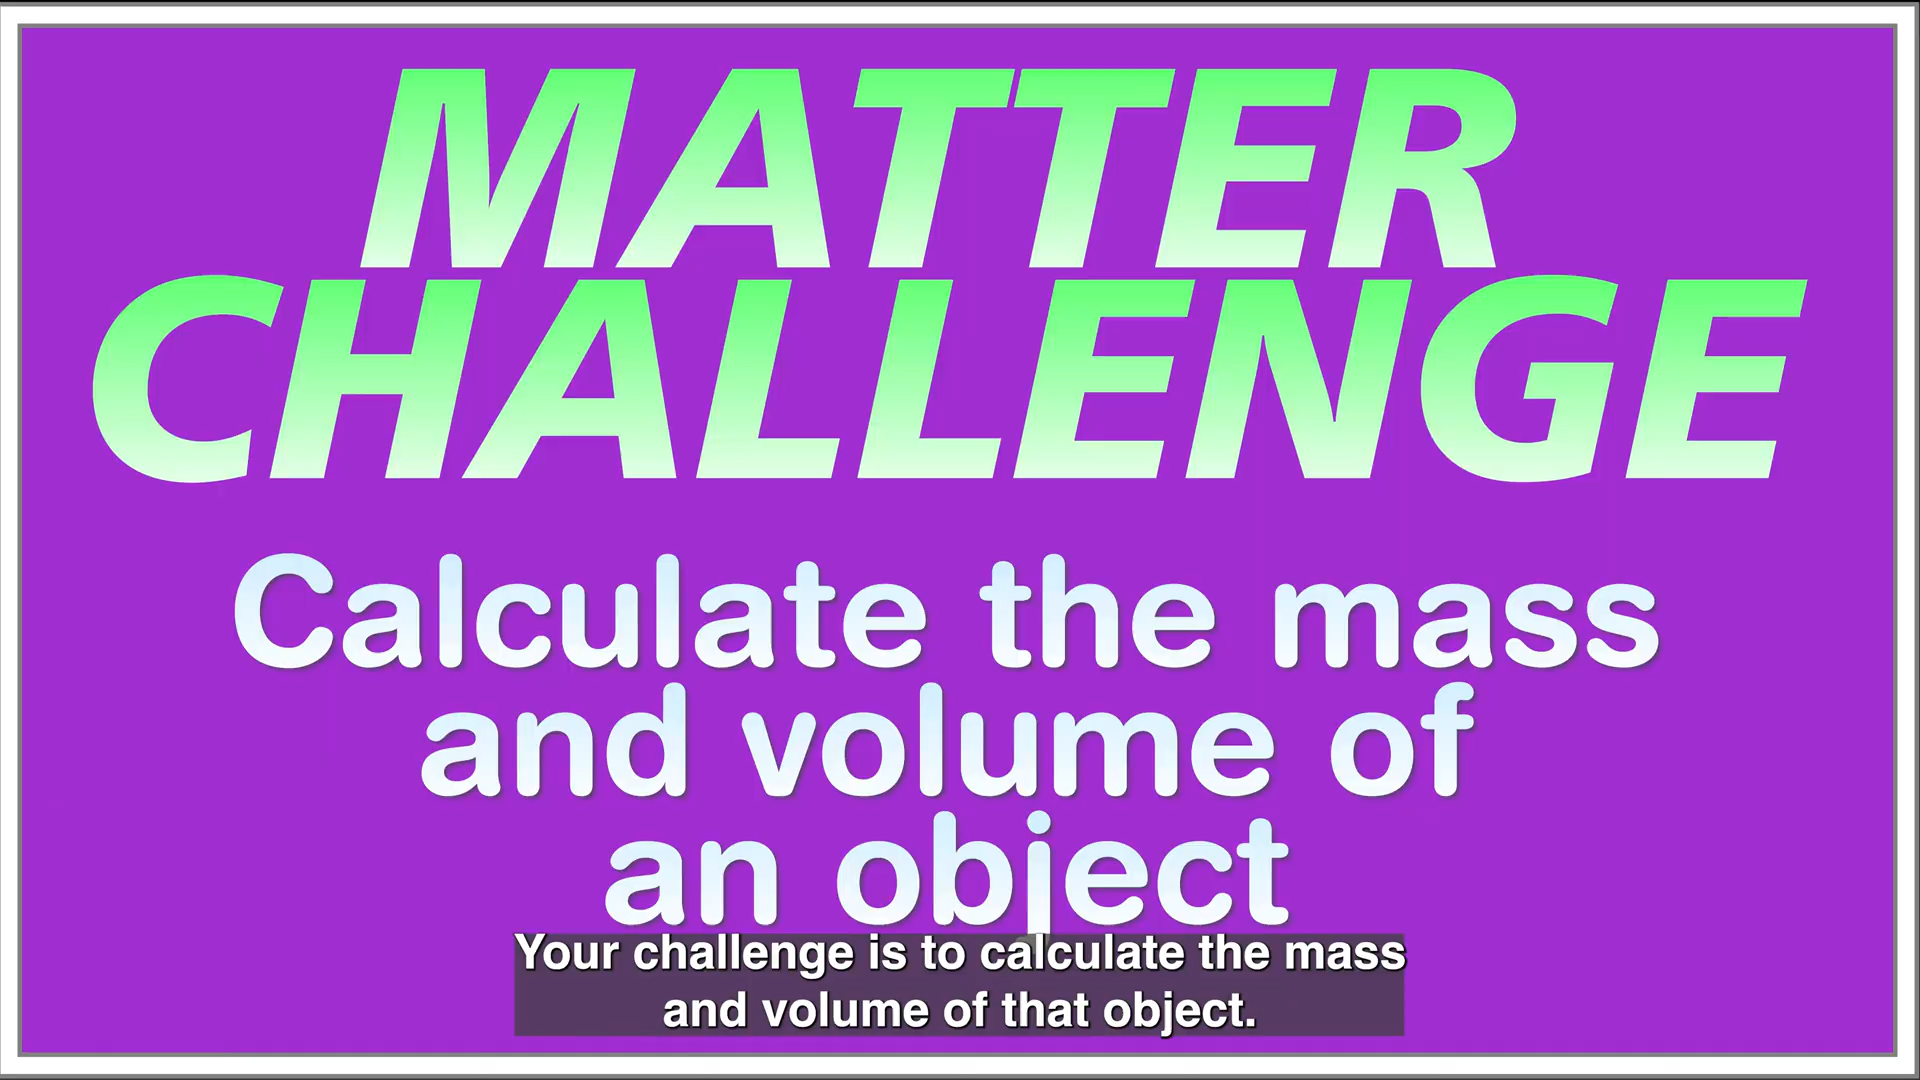 MATTER
CHALLENGE
Calculate the mass
and volume of
an object
Your challenge is to calculate the mass
and volume of that object.